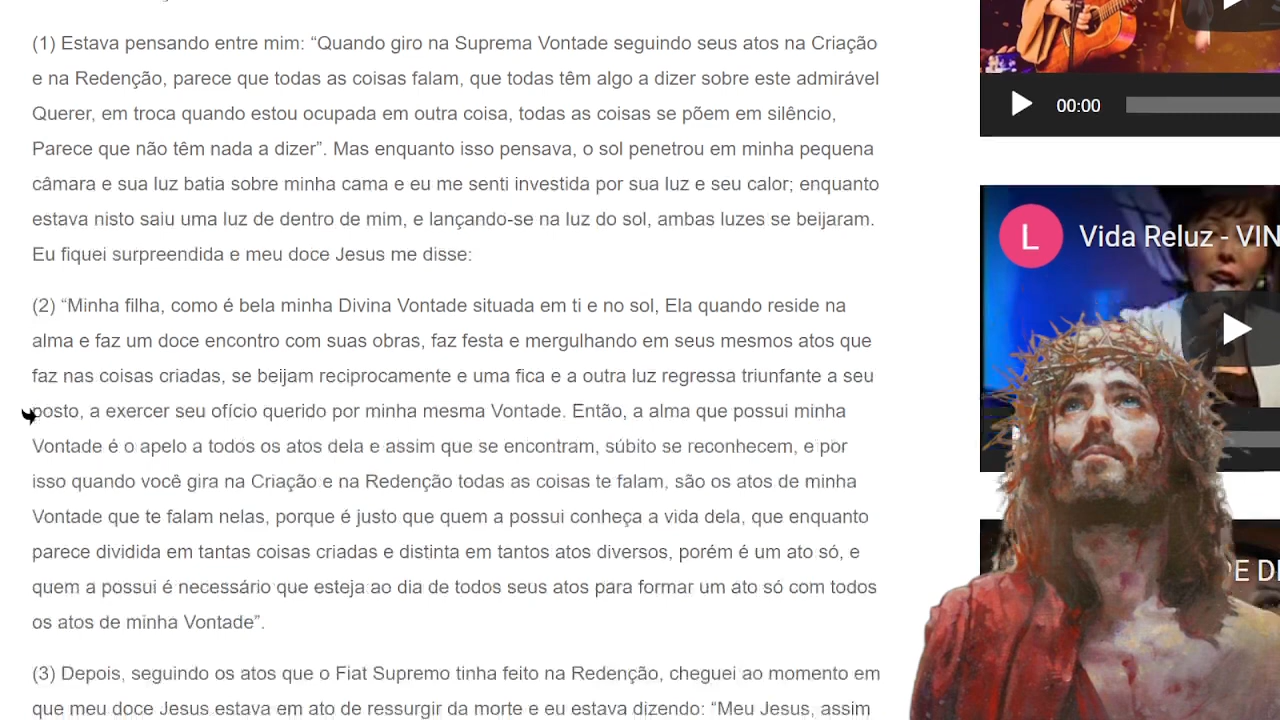 (1) Estava pensando entre mim: “Quando giro na Suprema Vontade seguindo seus atos na Criação
e na Redenção, parece que todas as coisas falam, que todas têm algo a dizer sobre este admirável
Querer, em troca quando estou ocupada em outra coisa, todas as coisas se põem em silêncio,
Parece que não têm nada a dizer”. Mas enquanto isso pensava, o sol penetrou em minha pequena
câmara e sua luz batia sobre minha cama e eu me senti investida por sua luz e seu calor; enquanto
estava nisto saiu uma luz de dentro de mim, e lançando-se na luz do sol, ambas luzes se beijaram.
Eu fiquei surpreendida e meu doce Jesus me disse:
(2) “Minha filha, como é bela minha Divina Vontade situada em ti e no sol, Ela quando reside na
alma e faz um doce encontro com suas obras, faz festa e mergulhando em seus mesmos atos que
faz nas coisas criadas, se beijam reciprocamente e uma fica e a outra luz regressa triunfante a seu
posto, a exercer seu ofício querido por minha mesma Vontade. Então, a alma que possui minha
Vontade é o apelo a todos os atos dela e assim que se encontram, súbito se reconhecem, e por
isso quando você gira na Criação e na Redenção todas as coisas te falam, são os atos de minha
Vontade que te falam nelas, porque é justo que quem a possui conheça a vida dela, que enquanto
parece dividida em tantas coisas criadas e distinta em tantos atos diversos, porém é um ato só, e
quem a possui é necessário que esteja ao dia de todos seus atos para formar um ato só com todos
os atos de minha Vontade”.
(3) Depois, seguindo os atos que o Fiat Supremo tinha feito na Redenção, cheguei ao momento em
que meu doce Jesus estava em ato de ressurgir da morte e eu estava dizendo: “Meu Jesus, assim
00:00
L
Vida Reluz - VIN
E DE